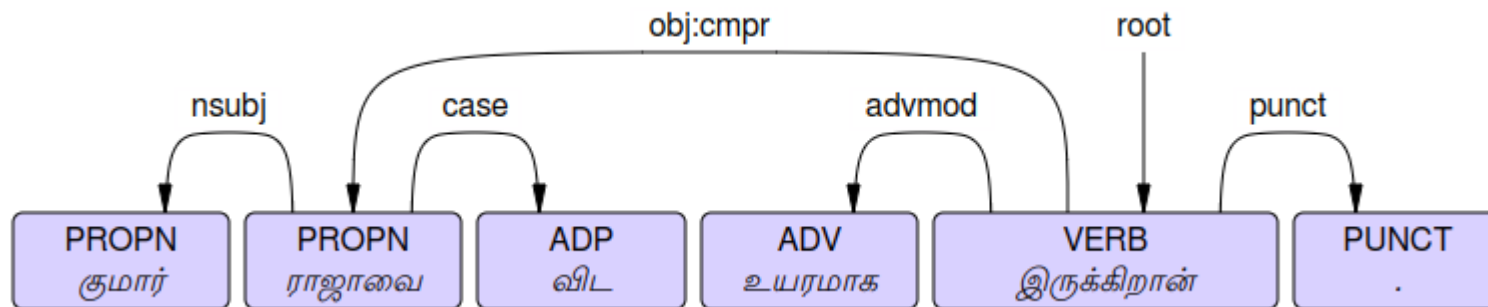 obj:cmpr root
nsubj case advmod punct
PROPN PROPN ADP ADV VERB PUNCT
குமார் ராஜாவை விட உயரமாக இருக்கிறான் .